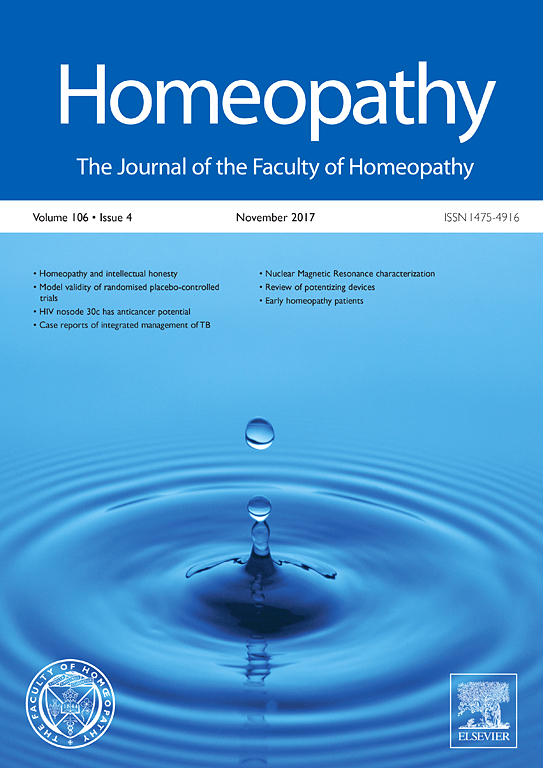 Homeopathy
The Journal of the Faculty of Homeopathy
Volume 106 • Issue 4
November 2017
ISSN 1475-4916
• Homeopathy and intellectual honesty
• Model validity of randomised placebo-controlled
trials
• HIV nosode 30c has anticancer potential
• Case reports of integrated management of TB
• Nuclear Magnetic Resonance characterization
• Review of potentizing devices
• Early homeopathy patients
THE FACULTY OF HOMŒOPATHY
1844
ELSEVIER